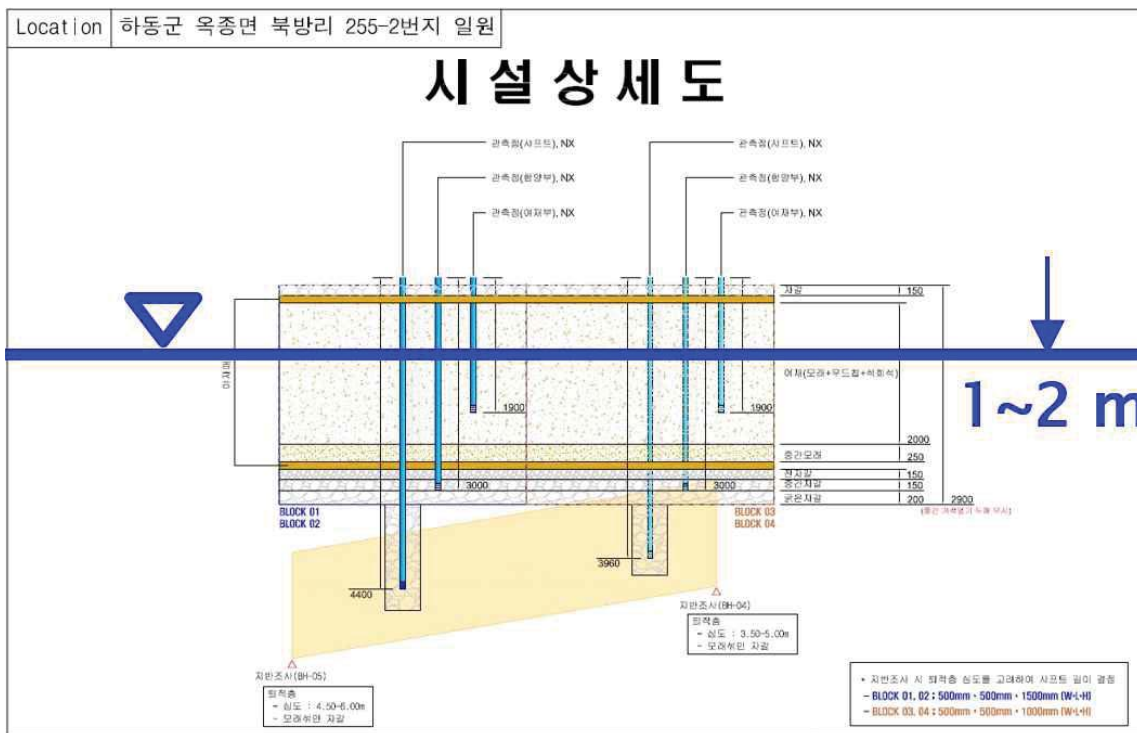 Location 하동군 옥종면 북방리 255-2번지 일원
시설상세도
관측정(샤프트), NX
관측정(샤프트), NX
관측정(함양부), NX
관측정(함양부), NX
관측정(여재부), NX
관측정(여재부), NX
자갈 150
여재(모래+우드칩+석회석)
1~2 m
1900
1900
2000
중간모래 250
잔자갈 150
중간자갈 150
3000
3000
굵은자갈 200
2900
BLOCK 01
BLOCK 02
BLOCK 03
BLOCK 04
3960
4400
지반조사(BH-04)
퇴적층
- 심도 : 3.50-5.00m
- 모래섞인 자갈
지반조사(BH-05)
퇴적층
- 심도 : 4.50-6.00m
- 모래섞인 자갈
* 지반조사 시 퇴적층 심도를 고려하여 샤프트 길이 결정
- BLOCK 01, 02 : 500mm * 500mm * 1500mm (W*L*H)
- BLOCK 03, 04 : 500mm * 500mm * 1000mm (W*L*H)